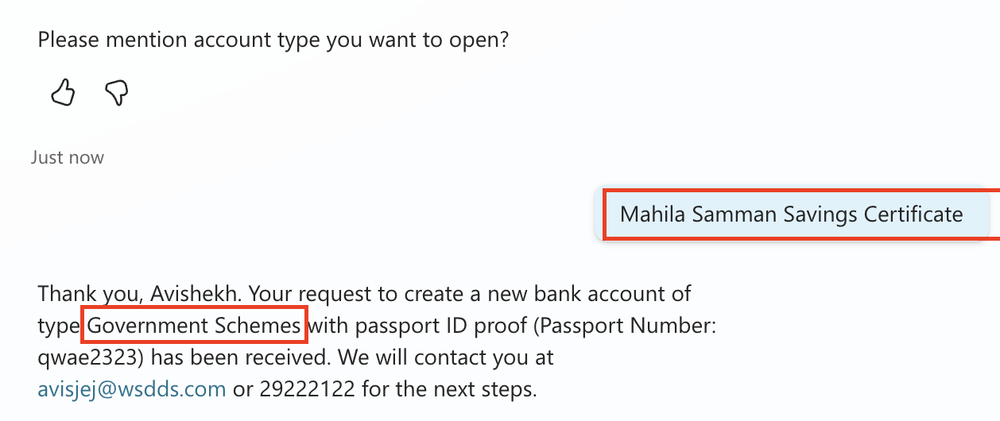 Please mention account type you want to open?
Just now
Mahila Samman Savings Certificate
Thank you, Avishekh. Your request to create a new bank account of
type Government Schemes with passport ID proof (Passport Number:
qwae2323) has been received. We will contact you at
avisjej@wsdds.com or 29222122 for the next steps.